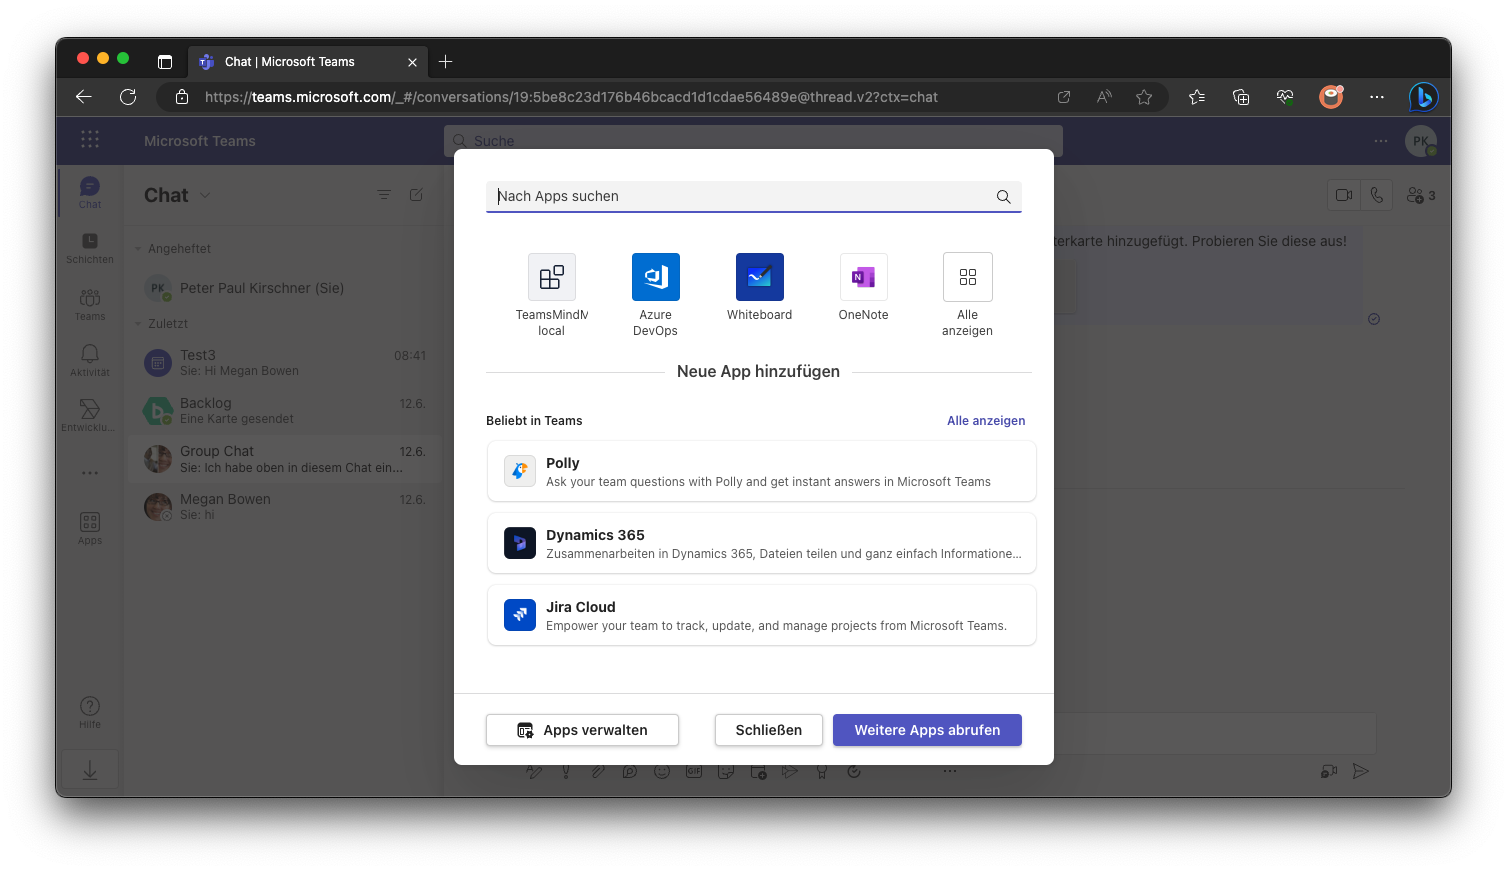 Chat | Microsoft Teams
https://teams.microsoft.com/_#/conversations/19:5be8c23d176b46bcacd1d1cdae56489e@thread.v2?ctx=chat
Microsoft Teams
Suche
PK
Chat
Schichten
Teams
Aktivität
Entwicklu...
Apps
Hilfe
Chat
Angeheftet
PK
Peter Paul Kirschner (Sie)
Zuletzt
Test3
08:41
Sie: Hi Megan Bowen
Backlog
12.6.
Eine Karte gesendet
Group Chat
12.6.
Sie: Ich habe oben in diesem Chat ein...
Megan Bowen
12.6.
Sie: hi
3
terkarte hinzugefügt. Probieren Sie diese aus!
Nach Apps suchen
TeamsMindM
local
Azure
DevOps
Whiteboard
OneNote
Alle
anzeigen
Neue App hinzufügen
Beliebt in Teams
Alle anzeigen
Polly
Ask your team questions with Polly and get instant answers in Microsoft Teams
Dynamics 365
Zusammenarbeiten in Dynamics 365, Dateien teilen und ganz einfach Informatione...
Jira Cloud
Empower your team to track, update, and manage projects from Microsoft Teams.
Apps verwalten
Schließen
Weitere Apps abrufen
GIF